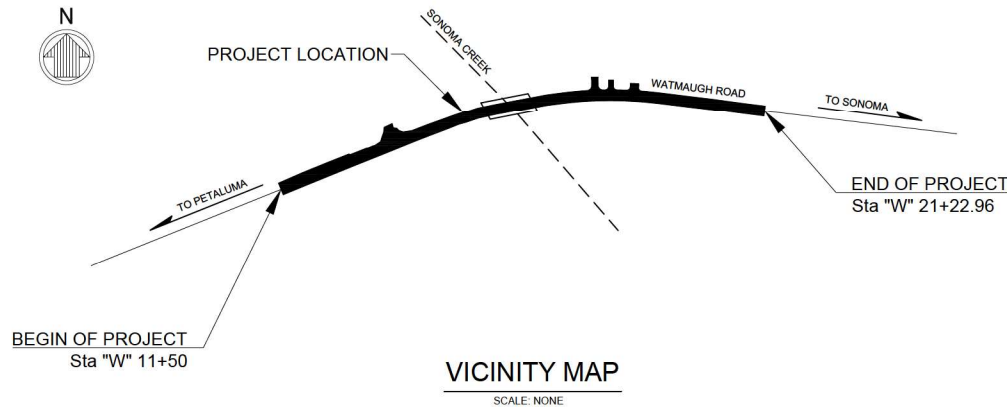 N
SONOMA CREEK
PROJECT LOCATION
WATMAUGH ROAD
TO SONOMA
TO PETALUMA
END OF PROJECT
Sta "W" 21+22.96
BEGIN OF PROJECT
Sta "W" 11+50
VICINITY MAP
SCALE: NONE